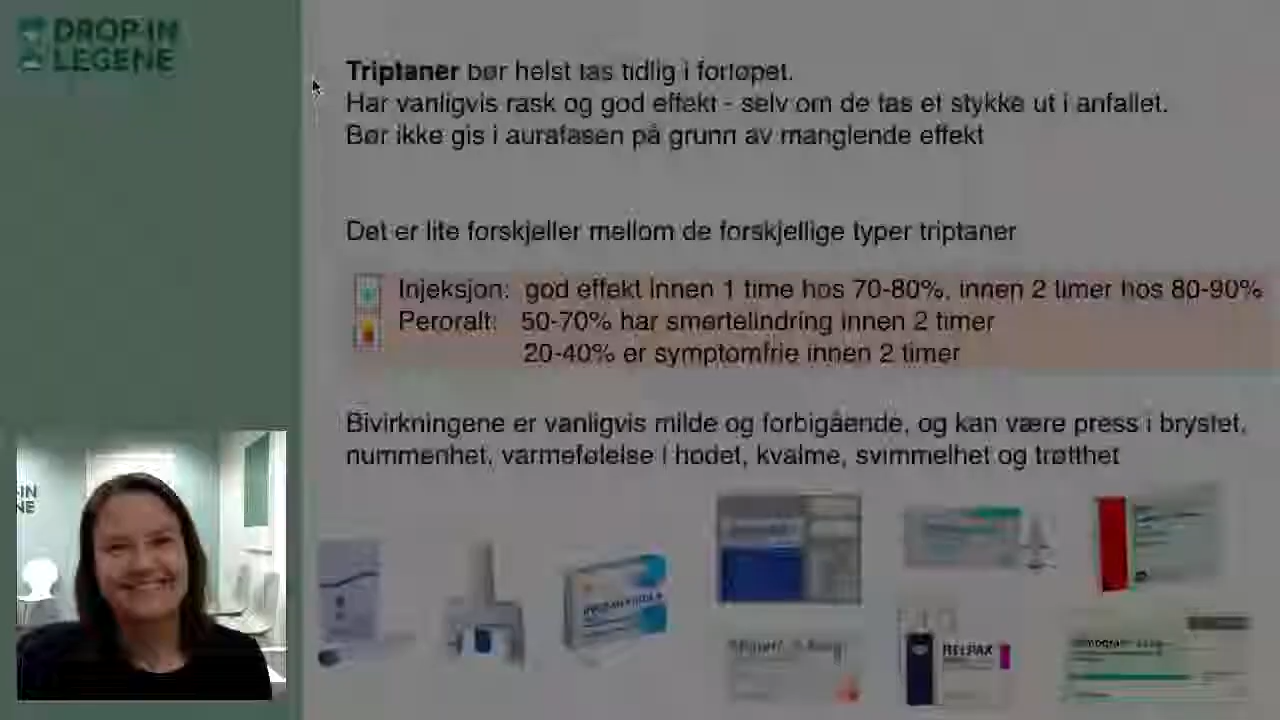 DROP-IN
LEGENE
Triptaner bør helst tas tidlig i forløpet.
Har vanligvis rask og god effekt - selv om de tas et stykke ut i anfallet.
Bør ikke gis i aurafasen på grunn av manglende effekt
Det er lite forskjeller mellom de forskjellige typer triptaner
Injeksjon: god effekt innen 1 time hos 70-80%, innen 2 timer hos 80-90%
Peroralt: 50-70% har smertelindring innen 2 timer
20-40% er symptomfrie innen 2 timer
Bivirkningene er vanligvis milde og forbigående, og kan være press i brystet,
nummenhet, varmefølelse i hodet, kvalme, svimmelhet og trøtthet
-IN
NE
RELPAX